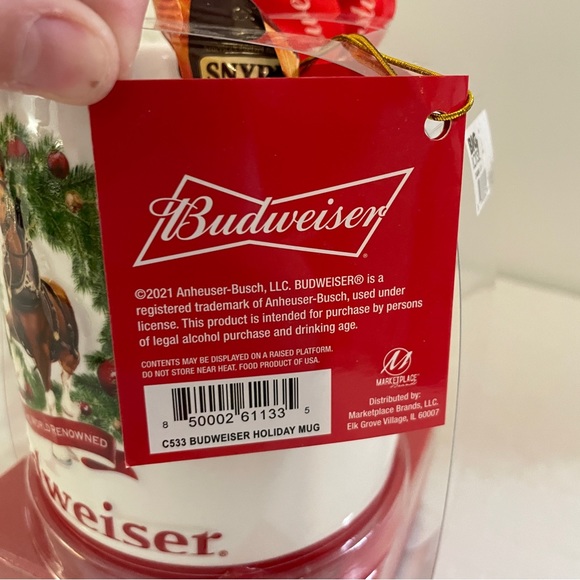 SNYD
Budweiser®
©2021 Anheuser-Busch, LLC. BUDWEISER® is a
registered trademark of Anheuser-Busch, used under
license. This product is intended for purchase by persons
of legal alcohol purchase and drinking age.
CONTENTS MAY BE DISPLAYED ON A RAISED PLATFORM.
DO NOT STORE NEAR HEAT. FOOD PRODUCT OF USA.
8 50002 61133 5
C533 BUDWEISER HOLIDAY MUG
M
MARKETPLACE
Brands
Distributed by:
Marketplace Brands, LLC.
Elk Grove Village, IL 60007
WORLD RENOWNED
dweiser®